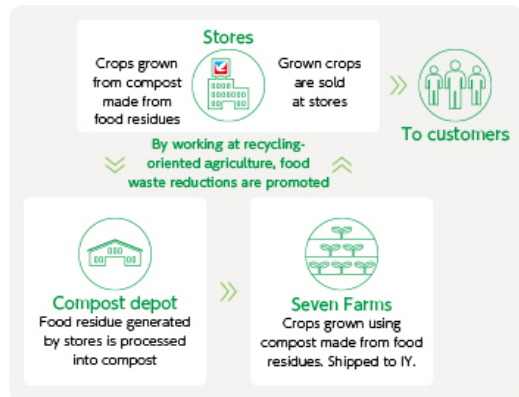 Stores
Crops grown
from compost
made from
food residues
Grown crops
are sold
at stores
To customers
By working at recycling-
oriented agriculture, food
waste reductions are promoted
Compost depot
Food residue generated
by stores is processed
into compost
Seven Farms
Crops grown using
compost made from food
residues. Shipped to IY.